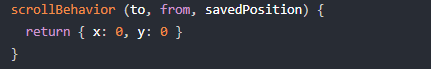 scrollBehavior (to, from, savedPosition) {
  return { x: 0, y: 0 }
}